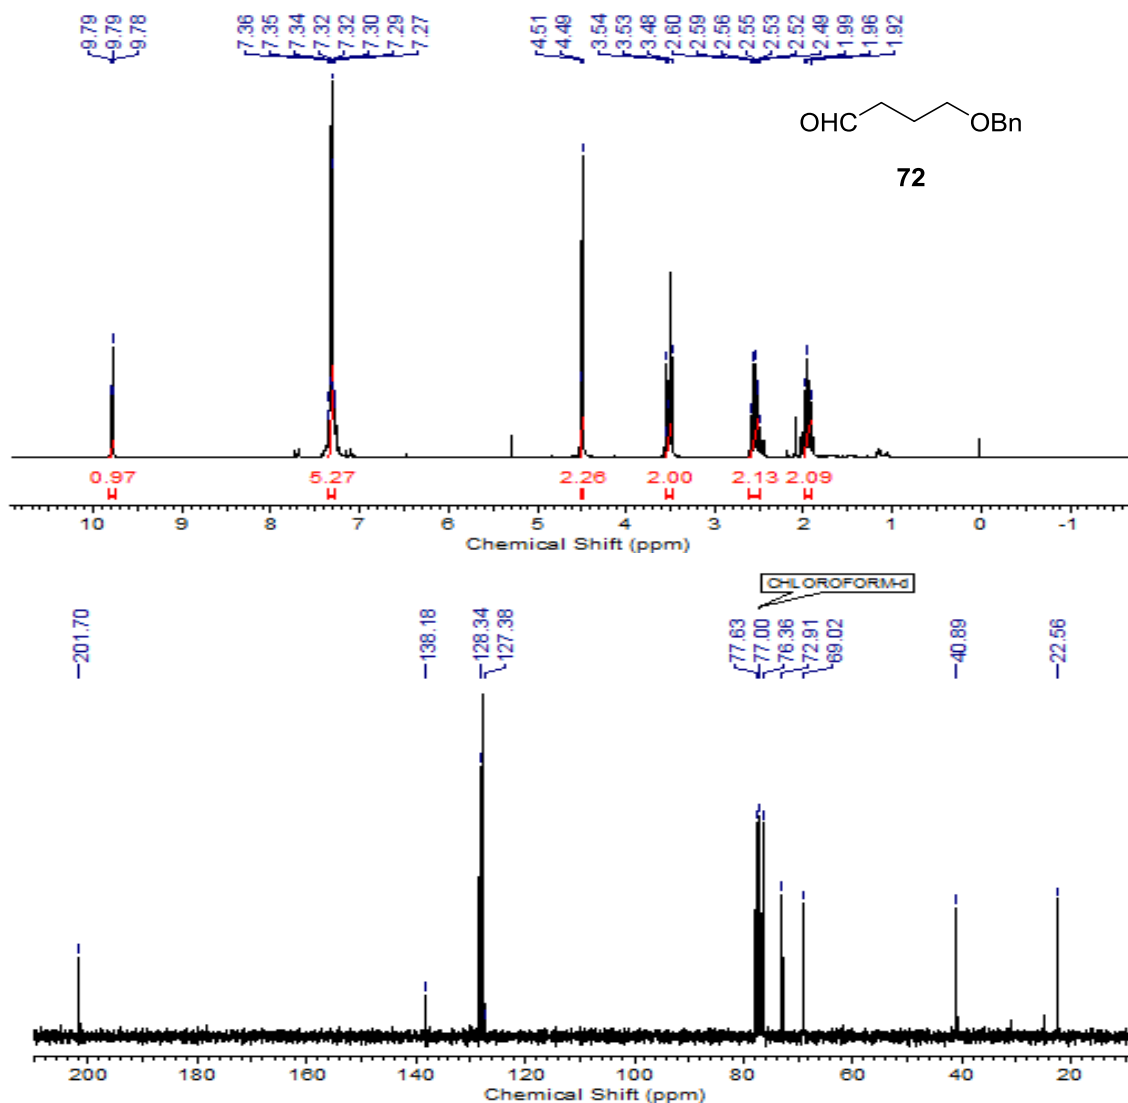 9.79 9.79 9.78 7.36 7.35 7.34 7.32 7.32 7.30 7.29 7.27 4.51 4.49 3.54 3.53 3.48 2.60 2.59 2.56 2.55 2.53 2.52 2.49 1.99 1.96 1.92
OHC OBn
72
0.97 5.27 2.26 2.00 2.13 2.09
10 9 8 7 6 5 4 3 2 1 0 -1
Chemical Shift (ppm)
CHLOROFORM-d
201.70 138.18 128.34 127.38 77.63 77.00 76.36 72.91 69.02 40.89 22.56
200 180 160 140 120 100 80 60 40 20
Chemical Shift (ppm)